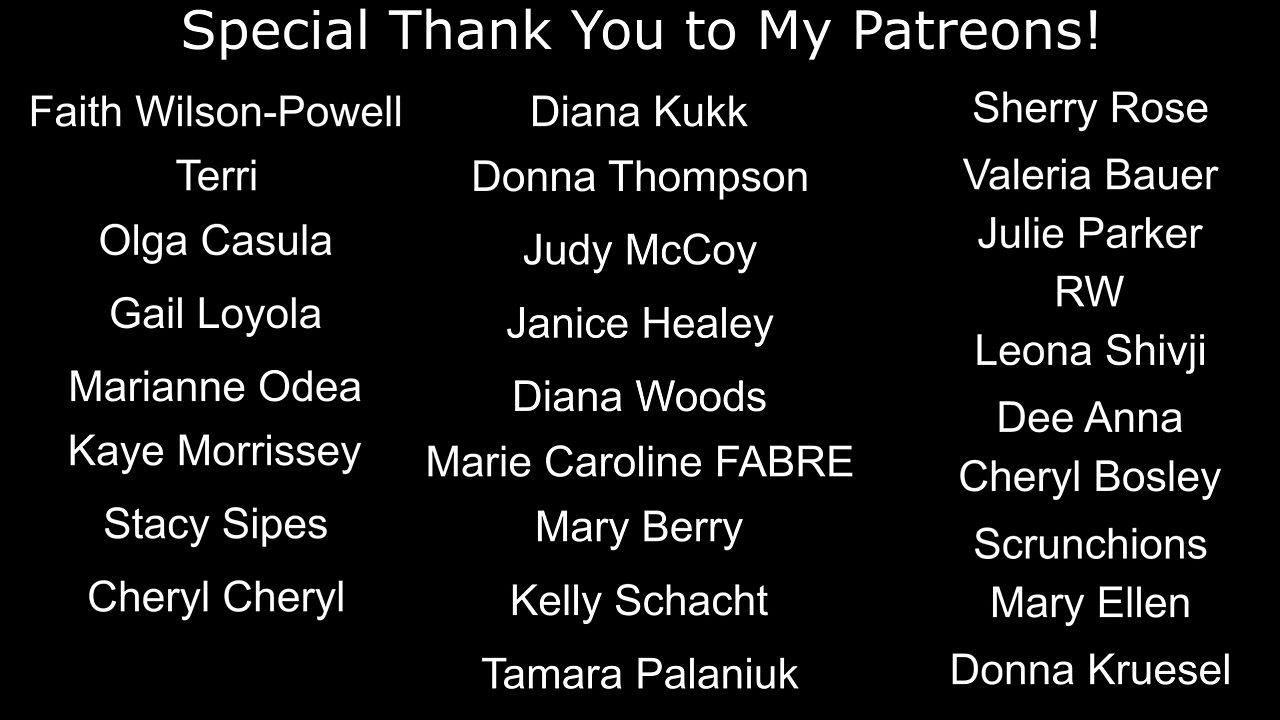 Special Thank You to My Patreons!
Faith Wilson-Powell
Terri
Olga Casula
Gail Loyola
Marianne Odea
Kaye Morrissey
Stacy Sipes
Cheryl Cheryl
Diana Kukk
Donna Thompson
Judy McCoy
Janice Healey
Diana Woods
Marie Caroline FABRE
Mary Berry
Kelly Schacht
Tamara Palaniuk
Sherry Rose
Valeria Bauer
Julie Parker
RW
Leona Shivji
Dee Anna
Cheryl Bosley
Scrunchions
Mary Ellen
Donna Kruesel